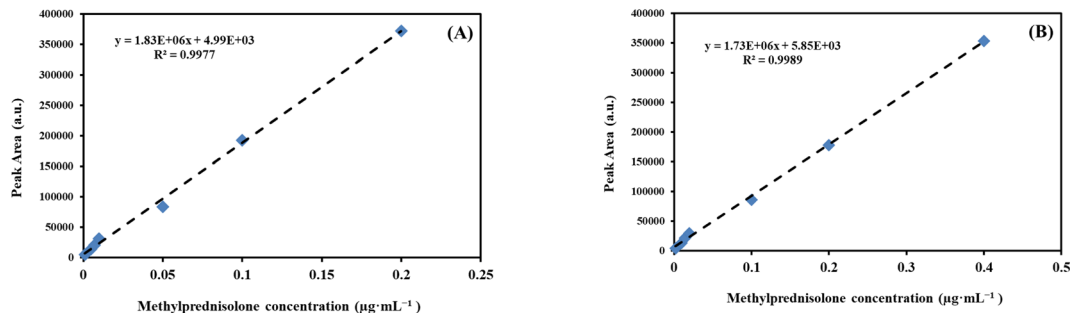 (A)
y = 1.83E+06x + 4.99E+03
R² = 0.9977
Peak Area (a.u.)
400000
350000
300000
250000
200000
150000
100000
50000
0
0 0.05 0.1 0.15 0.2 0.25
Methylprednisolone concentration (µg·mL⁻¹ )
(B)
y = 1.73E+06x + 5.85E+03
R² = 0.9989
Peak Area (a.u.)
400000
350000
300000
250000
200000
150000
100000
50000
0
0 0.1 0.2 0.3 0.4 0.5
Methylprednisolone concentration (µg·mL⁻¹ )